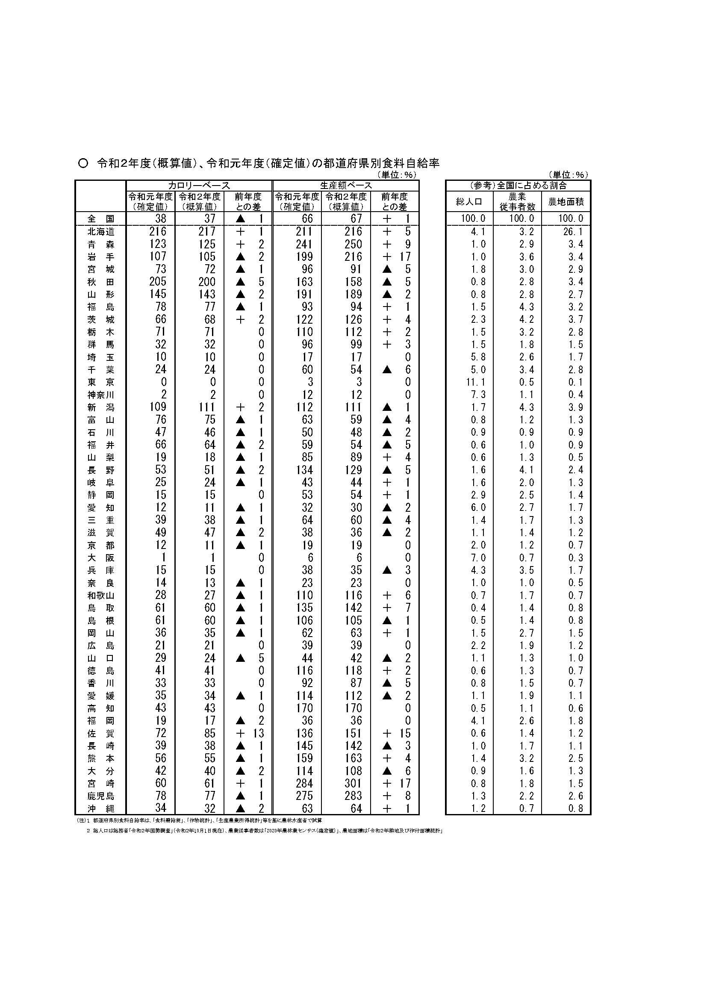 ○ 令和２年度（概算値）、令和元年度（確定値）の都道府県別食料自給率
（単位：％） （単位：％）
カロリーベース 生産額ベース （参考）全国に占める割合
令和元年度（確定値） 令和２年度（概算値） 前年度との差 令和元年度（確定値） 令和２年度（概算値） 前年度との差 総人口 農業従事者数 農地面積
全国 38 37 ▲ 1 66 67 ＋ 1 100.0 100.0 100.0
北海道 216 217 ＋ 1 211 216 ＋ 5 4.1 3.2 26.1
青森 123 125 ＋ 2 241 250 ＋ 9 1.0 2.9 3.4
岩手 107 105 ▲ 2 199 216 ＋ 17 1.0 3.6 3.4
宮城 73 72 ▲ 1 96 91 ▲ 5 1.8 3.0 2.9
秋田 205 200 ▲ 5 163 158 ▲ 5 0.8 2.8 3.4
山形 145 143 ▲ 2 191 189 ▲ 2 0.8 2.8 2.7
福島 78 77 ▲ 1 93 94 ＋ 1 1.5 4.3 3.2
茨城 66 68 ＋ 2 122 126 ＋ 4 2.3 4.2 3.7
栃木 71 71 0 110 112 ＋ 2 1.5 3.2 2.8
群馬 32 32 0 96 99 ＋ 3 1.5 1.8 1.5
埼玉 10 10 0 17 17 0 5.8 2.6 1.7
千葉 24 24 0 60 54 ▲ 6 5.0 3.4 2.8
東京 0 0 0 3 3 0 11.1 0.5 0.1
神奈川 2 2 0 12 12 0 7.3 1.1 0.4
新潟 109 111 ＋ 2 112 111 ▲ 1 1.7 4.3 3.9
富山 76 75 ▲ 1 63 59 ▲ 4 0.8 1.2 1.3
石川 47 46 ▲ 1 50 48 ▲ 2 0.9 0.9 0.9
福井 66 64 ▲ 2 59 54 ▲ 5 0.6 1.0 0.9
山梨 19 18 ▲ 1 85 89 ＋ 4 0.6 1.3 0.5
長野 53 51 ▲ 2 134 129 ▲ 5 1.6 4.1 2.4
岐阜 25 24 ▲ 1 43 44 ＋ 1 1.6 2.0 1.3
静岡 15 15 0 53 54 ＋ 1 2.9 2.5 1.4
愛知 12 11 ▲ 1 32 30 ▲ 2 6.0 2.7 1.7
三重 39 38 ▲ 1 64 60 ▲ 4 1.4 1.7 1.3
滋賀 49 47 ▲ 2 38 36 ▲ 2 1.1 1.4 1.2
京都 12 11 ▲ 1 19 19 0 2.0 1.2 0.7
大阪 1 1 0 6 6 0 7.0 0.7 0.3
兵庫 15 15 0 38 35 ▲ 3 4.3 3.5 1.7
奈良 14 13 ▲ 1 23 23 0 1.0 1.0 0.5
和歌山 28 27 ▲ 1 110 116 ＋ 6 0.7 1.7 0.7
鳥取 61 60 ▲ 1 135 142 ＋ 7 0.4 1.4 0.8
島根 61 60 ▲ 1 106 105 ▲ 1 0.5 1.4 0.8
岡山 36 35 ▲ 1 62 63 ＋ 1 1.5 2.7 1.5
広島 21 21 0 39 39 0 2.2 1.9 1.2
山口 29 24 ▲ 5 44 42 ▲ 2 1.1 1.3 1.0
徳島 41 41 0 116 118 ＋ 2 0.6 1.3 0.7
香川 33 33 0 92 87 ▲ 5 0.8 1.5 0.7
愛媛 35 34 ▲ 1 114 112 ▲ 2 1.1 1.9 1.1
高知 43 43 0 170 170 0 0.5 1.1 0.6
福岡 19 17 ▲ 2 36 36 0 4.1 2.6 1.8
佐賀 72 85 ＋ 13 136 151 ＋ 15 0.6 1.4 1.2
長崎 39 38 ▲ 1 145 142 ▲ 3 1.0 1.7 1.1
熊本 56 55 ▲ 1 159 163 ＋ 4 1.4 3.2 2.5
大分 42 40 ▲ 2 114 108 ▲ 6 0.9 1.6 1.3
宮崎 60 61 ＋ 1 284 301 ＋ 17 0.8 1.8 1.5
鹿児島 78 77 ▲ 1 275 283 ＋ 8 1.3 2.2 2.6
沖縄 34 32 ▲ 2 63 64 ＋ 1 1.2 0.7 0.8
（注）１ 都道府県別食料自給率は、「食料需給表」、「作物統計」、「生産農業所得統計」等を基に農林水産省で試算
２ 総人口は総務省「令和２年国勢調査」（令和２年10月１日現在）、農業従事者数は「2020年農林業センサス（確定値）」、農地面積は「令和２年耕地及び作付面積統計」